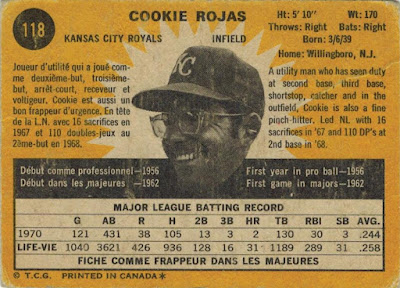 118
COOKIE ROJAS
KANSAS CITY ROYALS INFIELD
Ht: 5' 10" Wt: 170
Throws: Right Bats: Right
Born: 3/6/39
Home: Willingboro, N.J.
Joueur d'utilité qui a joué comme deuxième-but, troisième-
but, arrêt-court, receveur et
voltigeur. Cookie est aussi un
bon frappeur d'urgence. En tête
de la L.N. avec 16 sacrifices en
1967 et 110 doubles-jeux au
2ième-but en 1968.
KC
A utility man who has seen duty
at second base, third base,
shortstop, catcher and in the
outfield, Cookie is also a fine
pinch-hitter. Led NL with 16
sacrifices in '67 and 110 DP's at
2nd base in '68.
Début comme professionnel—1956
Début dans les majeures —1962
First year in pro ball —1956
First game in majors—1962
MAJOR LEAGUE BATTING RECORD
G AB R H 2B 3B HR TB RBI SB AVG.
1970 121 431 38 105 13 3 2 130 30 3 .244
LIFE-VIE 1040 3621 426 936 128 16 31 1189 289 31 .258
FICHE COMME FRAPPEUR DANS LES MAJEURES
© T.C.G. PRINTED IN CANADA*